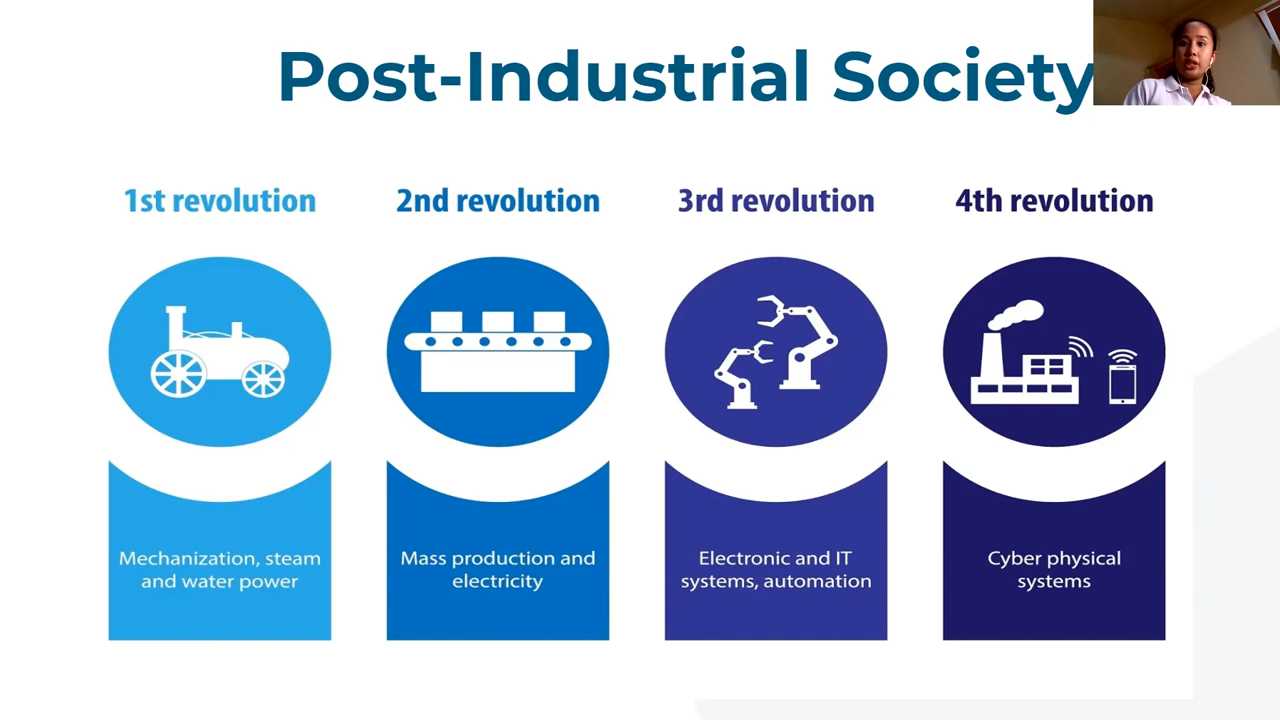 Post-Industrial Society
1st revolution
2nd revolution
3rd revolution
4th revolution
Mechanization, steam
and water power
Mass production and
electricity
Electronic and IT
systems, automation
Cyber physical
systems